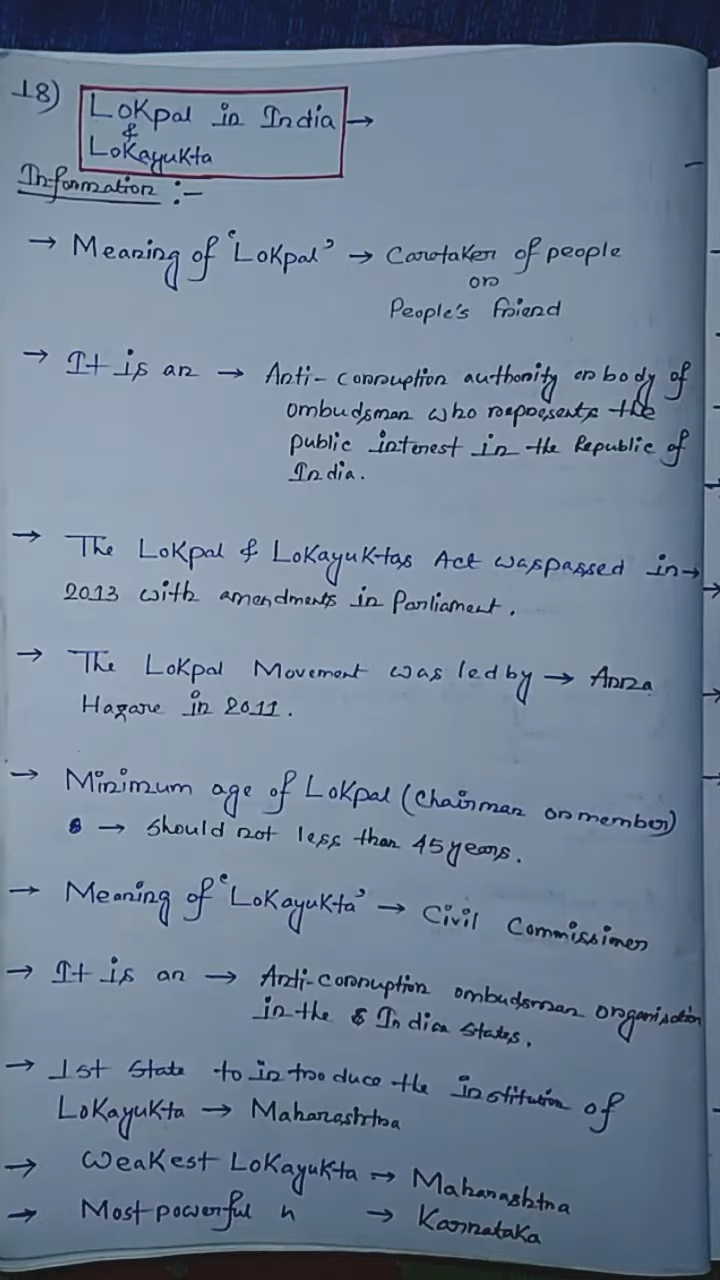 18) Lokpal in India →
&
Lokayukta
Information :-
→ Meaning of 'Lokpal' → Caretaker of people
or
People's friend
→ It is an → Anti-corruption authority or body of
ombudsman who represents the
public interest in the Republic of
India.
→ The Lokpal & Lokayuktas Act was passed in →
2013 with amendments in Parliament.
→ The Lokpal Movement was led by → Anna
Hazare in 2011.
→ Minimum age of Lokpal (Chairman or member)
→ should not less than 45 years.
→ Meaning of 'Lokayukta' → Civil Commissiner
→ It is an → Anti-corruption ombudsman organisation
in the Indian states.
→ 1st state to introduce the institution of
Lokayukta → Maharashtra
→ Weakest Lokayukta → Maharashtra
→ Most powerful " → Karnataka